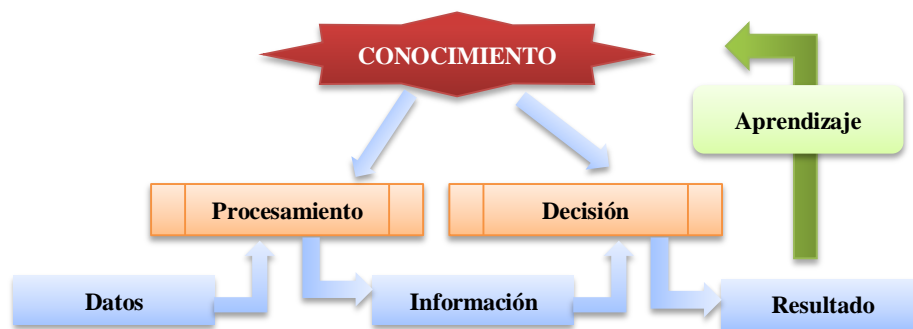 CONOCIMIENTO
Aprendizaje
Procesamiento
Decisión
Datos
Información
Resultado